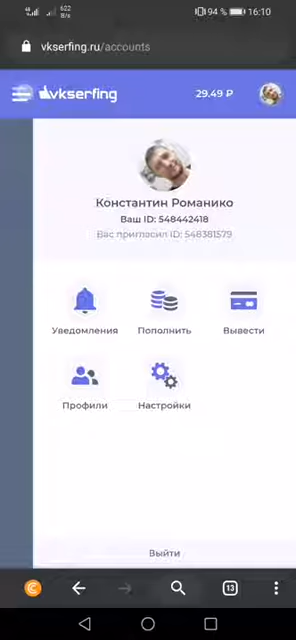 622
B/s
94 %
16:10
vkserfing.ru/accounts
vkserfing
29.49 ₽
Константин Романико
Ваш ID: 548442418
Вас пригласил ID: 548381579
Уведомления
Пополнить
Вывести
Профили
Настройки
Выйти
13